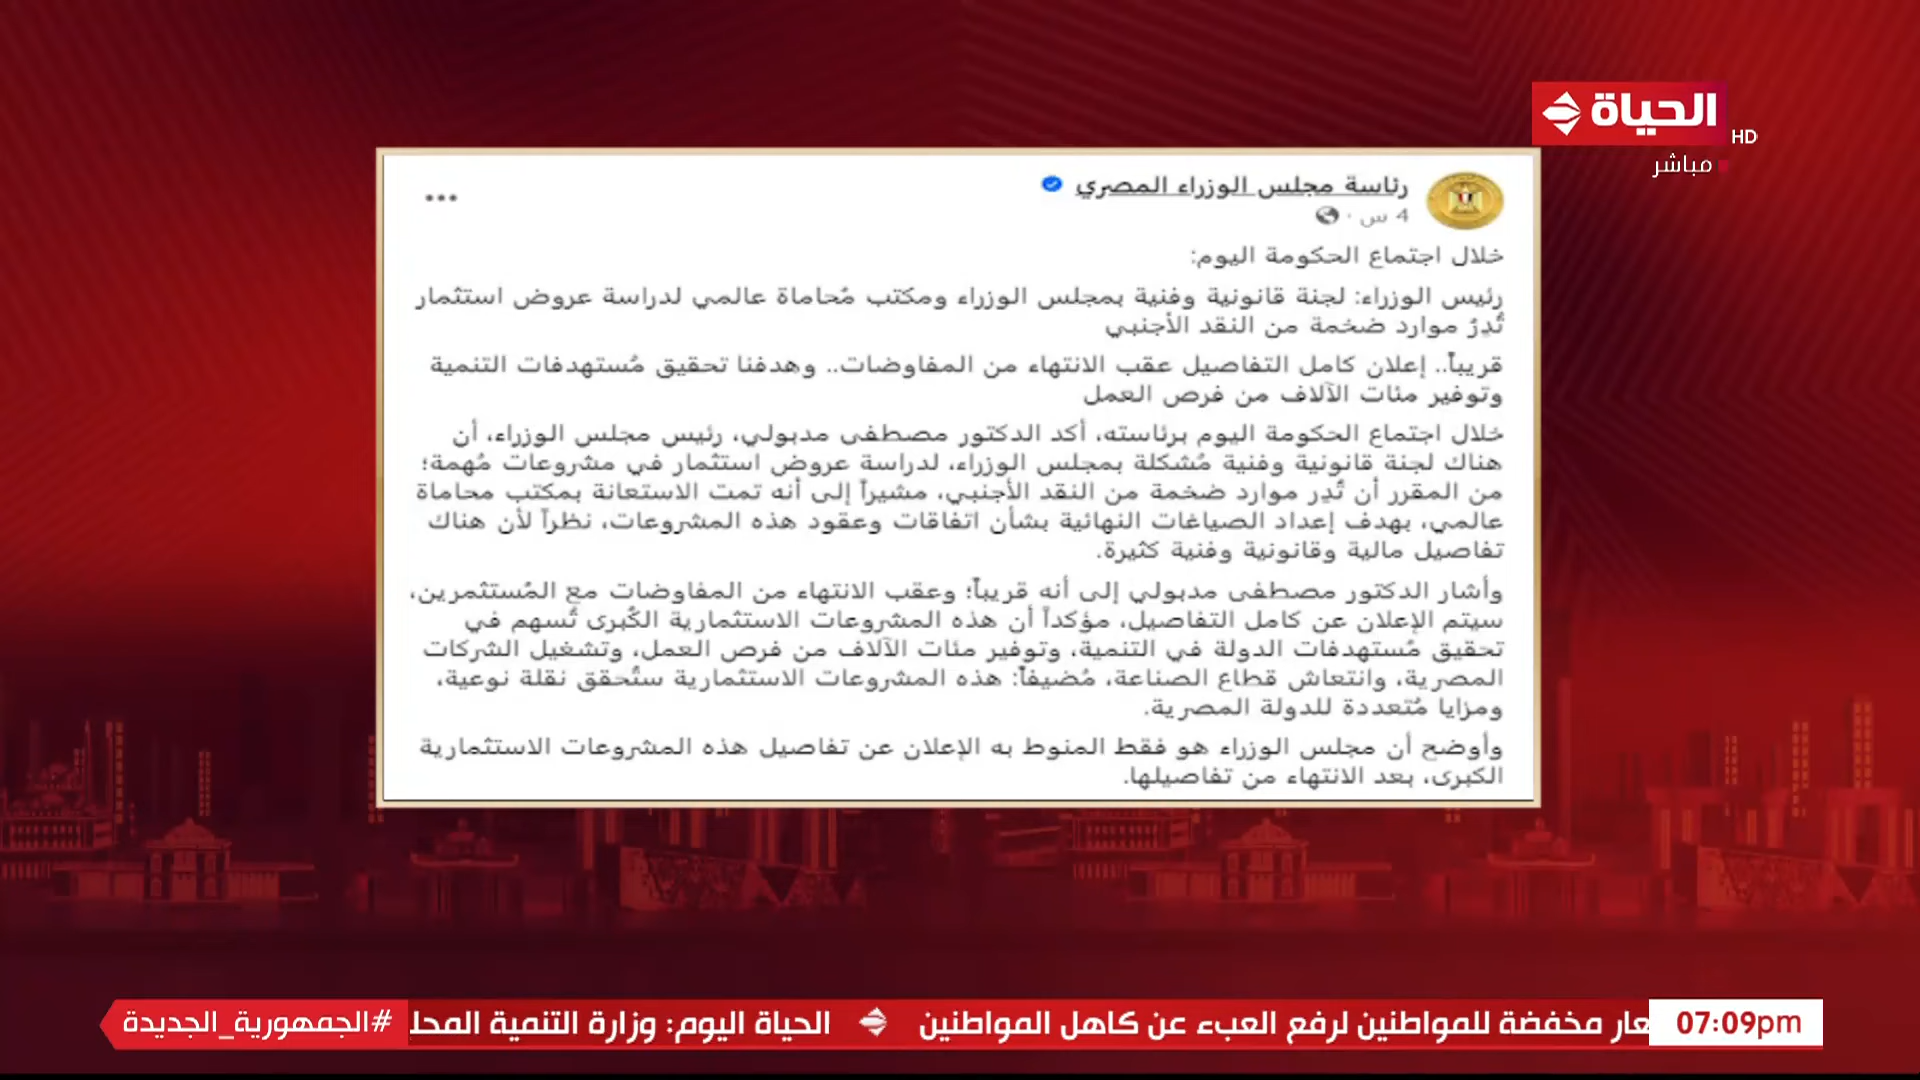 الحياة
HD
مباشر
رئاسة مجلس الوزراء المصري
4 س ·
خلال اجتماع الحكومة اليوم:
رئيس الوزراء: لجنة قانونية وفنية بمجلس الوزراء ومكتب مُحاماة عالمي لدراسة عروض استثمار
تُدِرُ موارد ضخمة من النقد الأجنبي
قريباً.. إعلان كامل التفاصيل عقب الانتهاء من المفاوضات.. وهدفنا تحقيق مُستهدفات التنمية
وتوفير مئات الآلاف من فرص العمل
خلال اجتماع الحكومة اليوم برئاسته، أكد الدكتور مصطفى مدبولي، رئيس مجلس الوزراء، أن
هناك لجنة قانونية وفنية مُشكلة بمجلس الوزراء، لدراسة عروض استثمار في مشروعات مُهمة؛
من المقرر أن تُدِر موارد ضخمة من النقد الأجنبي، مشيراً إلى أنه تمت الاستعانة بمكتب محاماة
عالمي، بهدف إعداد الصياغات النهائية بشأن اتفاقات وعقود هذه المشروعات، نظراً لأن هناك
تفاصيل مالية وقانونية وفنية كثيرة.
وأشار الدكتور مصطفى مدبولي إلى أنه قريباً؛ وعقب الانتهاء من المفاوضات مع المُستثمرين،
سيتم الإعلان عن كامل التفاصيل، مؤكداً أن هذه المشروعات الاستثمارية الكُبرى تُسهم في
تحقيق مُستهدفات الدولة في التنمية، وتوفير مئات الآلاف من فرص العمل، وتشغيل الشركات
المصرية، وانتعاش قطاع الصناعة، مُضيفاً: هذه المشروعات الاستثمارية ستُحقق نقلة نوعية،
ومزايا مُتعددة للدولة المصرية.
وأوضح أن مجلس الوزراء هو فقط المنوط به الإعلان عن تفاصيل هذه المشروعات الاستثمارية
الكبرى، بعد الانتهاء من تفاصيلها.
07:09pm
عار مخفضة للمواطنين لرفع العبء عن كاهل المواطنين الحياة اليوم: وزارة التنمية المحلـ
#الجمهورية_الجديدة